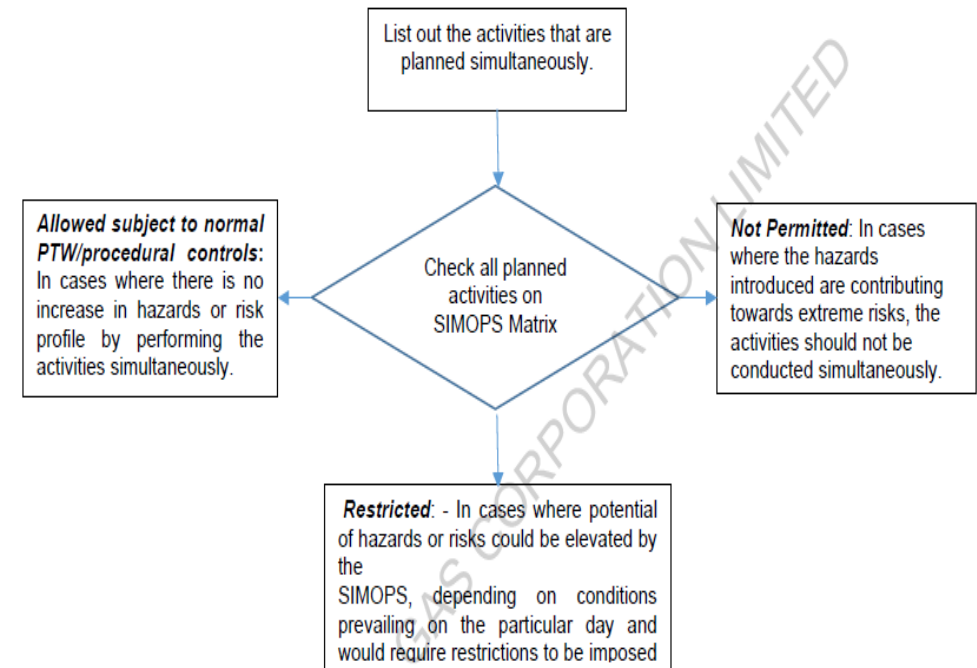 List out the activities that are
planned simultaneously.
Allowed subject to normal
PTW/procedural controls:
In cases where there is no
increase in hazards or risk
profile by performing the
activities simultaneously.
Check all planned
activities on
SIMOPS Matrix
Not Permitted: In cases
where the hazards
introduced are contributing
towards extreme risks, the
activities should not be
conducted simultaneously.
Restricted: - In cases where potential
of hazards or risks could be elevated by
the
SIMOPS, depending on conditions
prevailing on the particular day and
would require restrictions to be imposed
GAS CORPORATION LIMITED